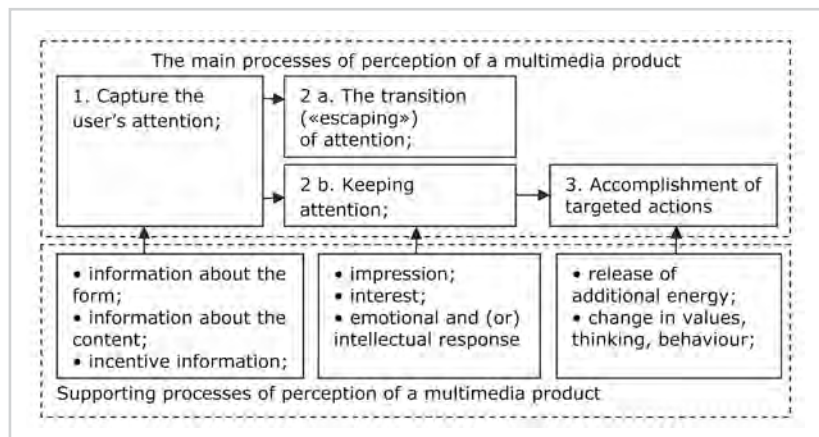 The main processes of perception of a multimedia product
1. Capture the
user's attention;
2 a. The transition
(«escaping»)
of attention;
2 b. Keeping
attention;
3. Accomplishment of
targeted actions
• information about the
form;
• information about the
content;
• incentive information;
• impression;
• interest;
• emotional and (or)
intellectual response
• release of
additional energy;
• change in values,
thinking, behaviour;
Supporting processes of perception of a multimedia product